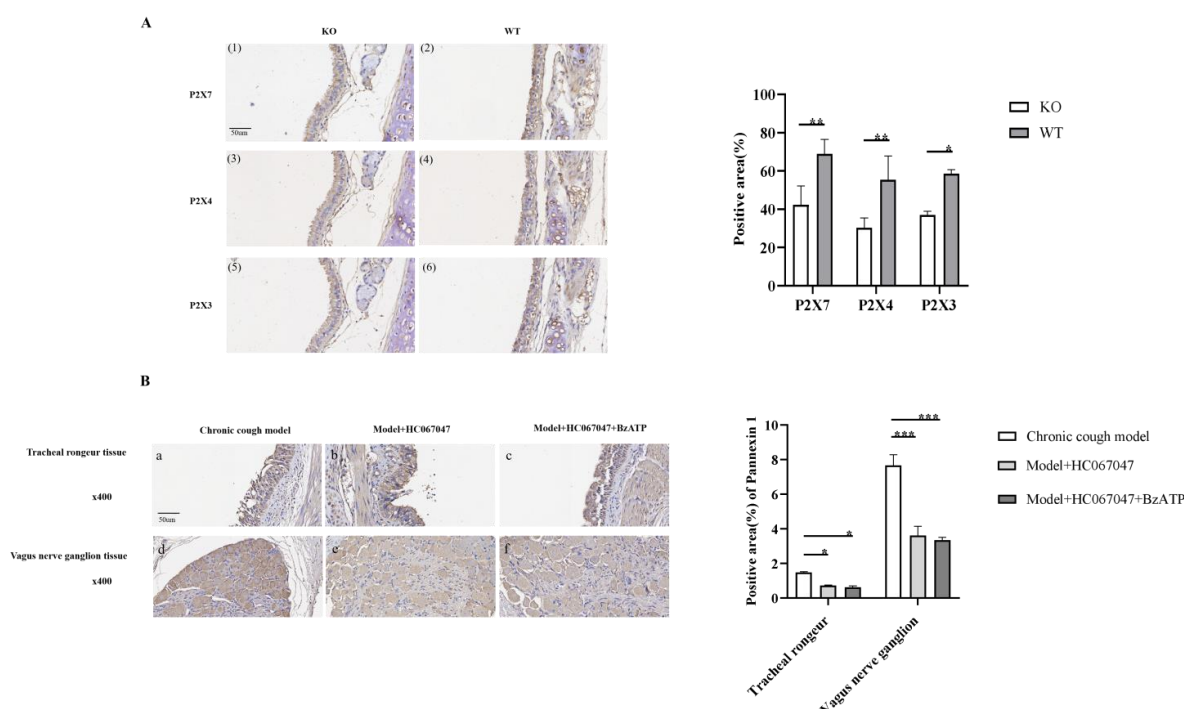 A
KO
WT
P2X7
P2X4
P2X3
(1)
(2)
50um
(3)
(4)
(5)
(6)
Positive area(%)
100
80
60
40
20
0
**
**
*
P2X7
P2X4
P2X3
KO
WT
B
Chronic cough model
Model+HC067047
Model+HC067047+BzATP
Tracheal rongeur tissue
x400
a
b
c
50um
Vagus nerve ganglion tissue
x400
d
e
f
Positive area(%) of Pannexin 1
10
8
6
4
2
0
*
*
***
***
Tracheal rongeur
Vagus nerve ganglion
Chronic cough model
Model+HC067047
Model+HC067047+BzATP